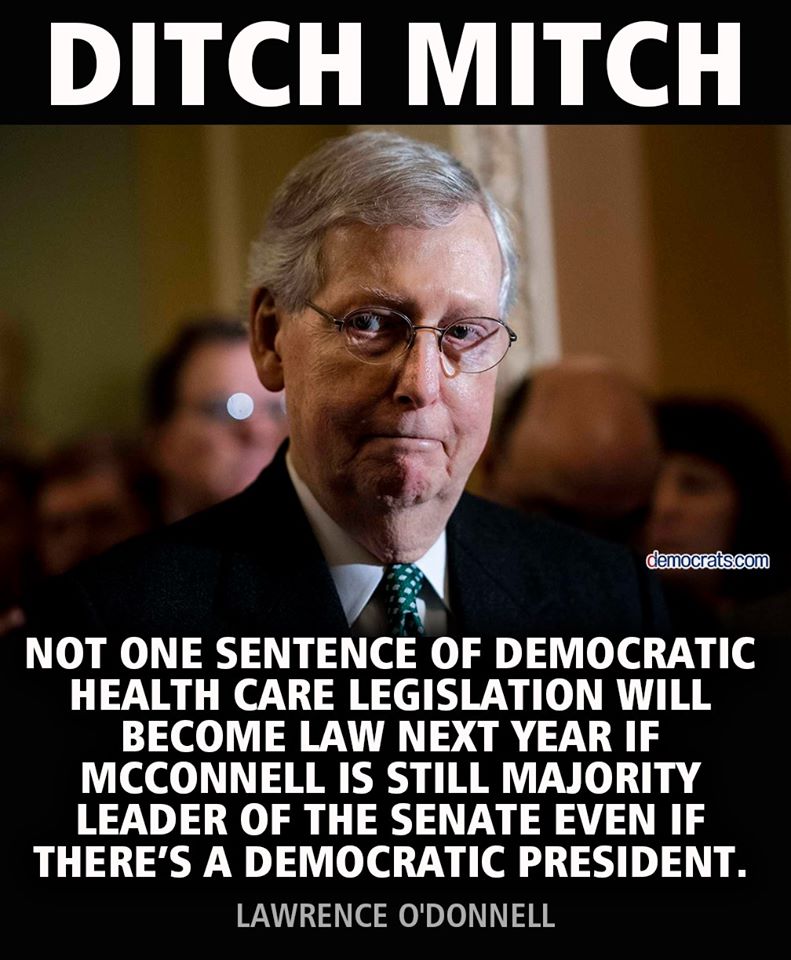 DITCH MITCH
democrats.com
NOT ONE SENTENCE OF DEMOCRATIC
HEALTH CARE LEGISLATION WILL
BECOME LAW NEXT YEAR IF
MCCONNELL IS STILL MAJORITY
LEADER OF THE SENATE EVEN IF
THERE'S A DEMOCRATIC PRESIDENT.
LAWRENCE O'DONNELL